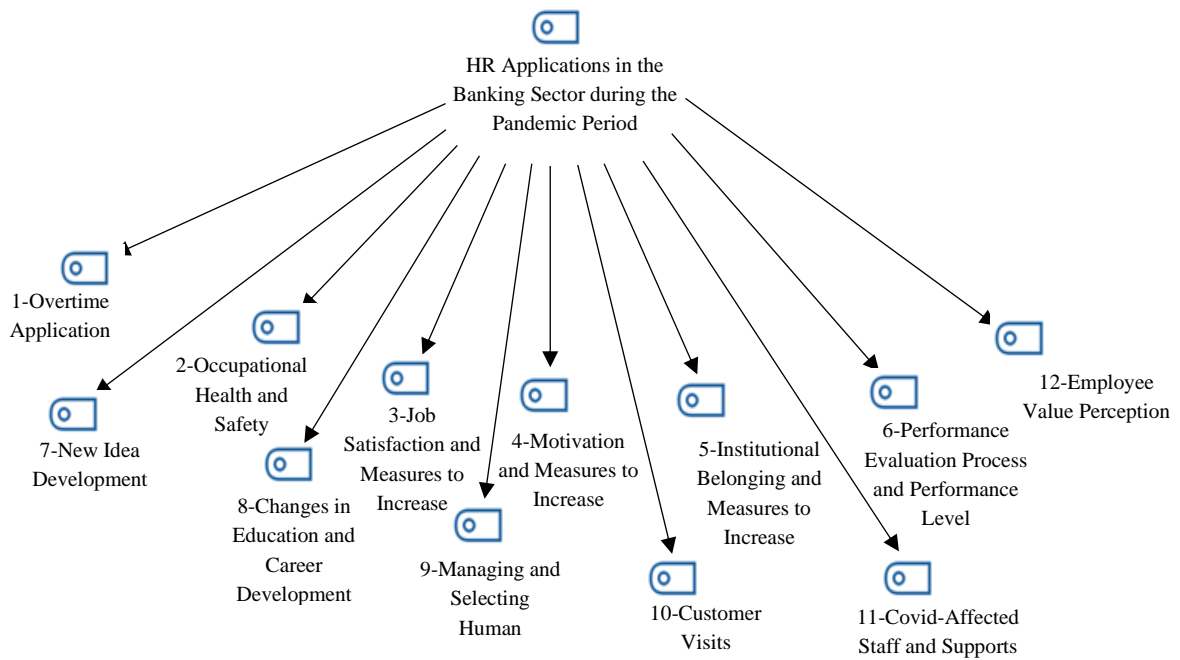 HR Applications in the
Banking Sector during the
Pandemic Period
1-Overtime
Application
2-Occupational
Health and
Safety
3-Job
Satisfaction and
Measures to
Increase
4-Motivation
and Measures to
Increase
5-Institutional
Belonging and
Measures to
Increase
6-Performance
Evaluation Process
and Performance
Level
12-Employee
Value Perception
7-New Idea
Development
8-Changes in
Education and
Career
Development
9-Managing and
Selecting
Human
10-Customer
Visits
11-Covid-Affected
Staff and Supports